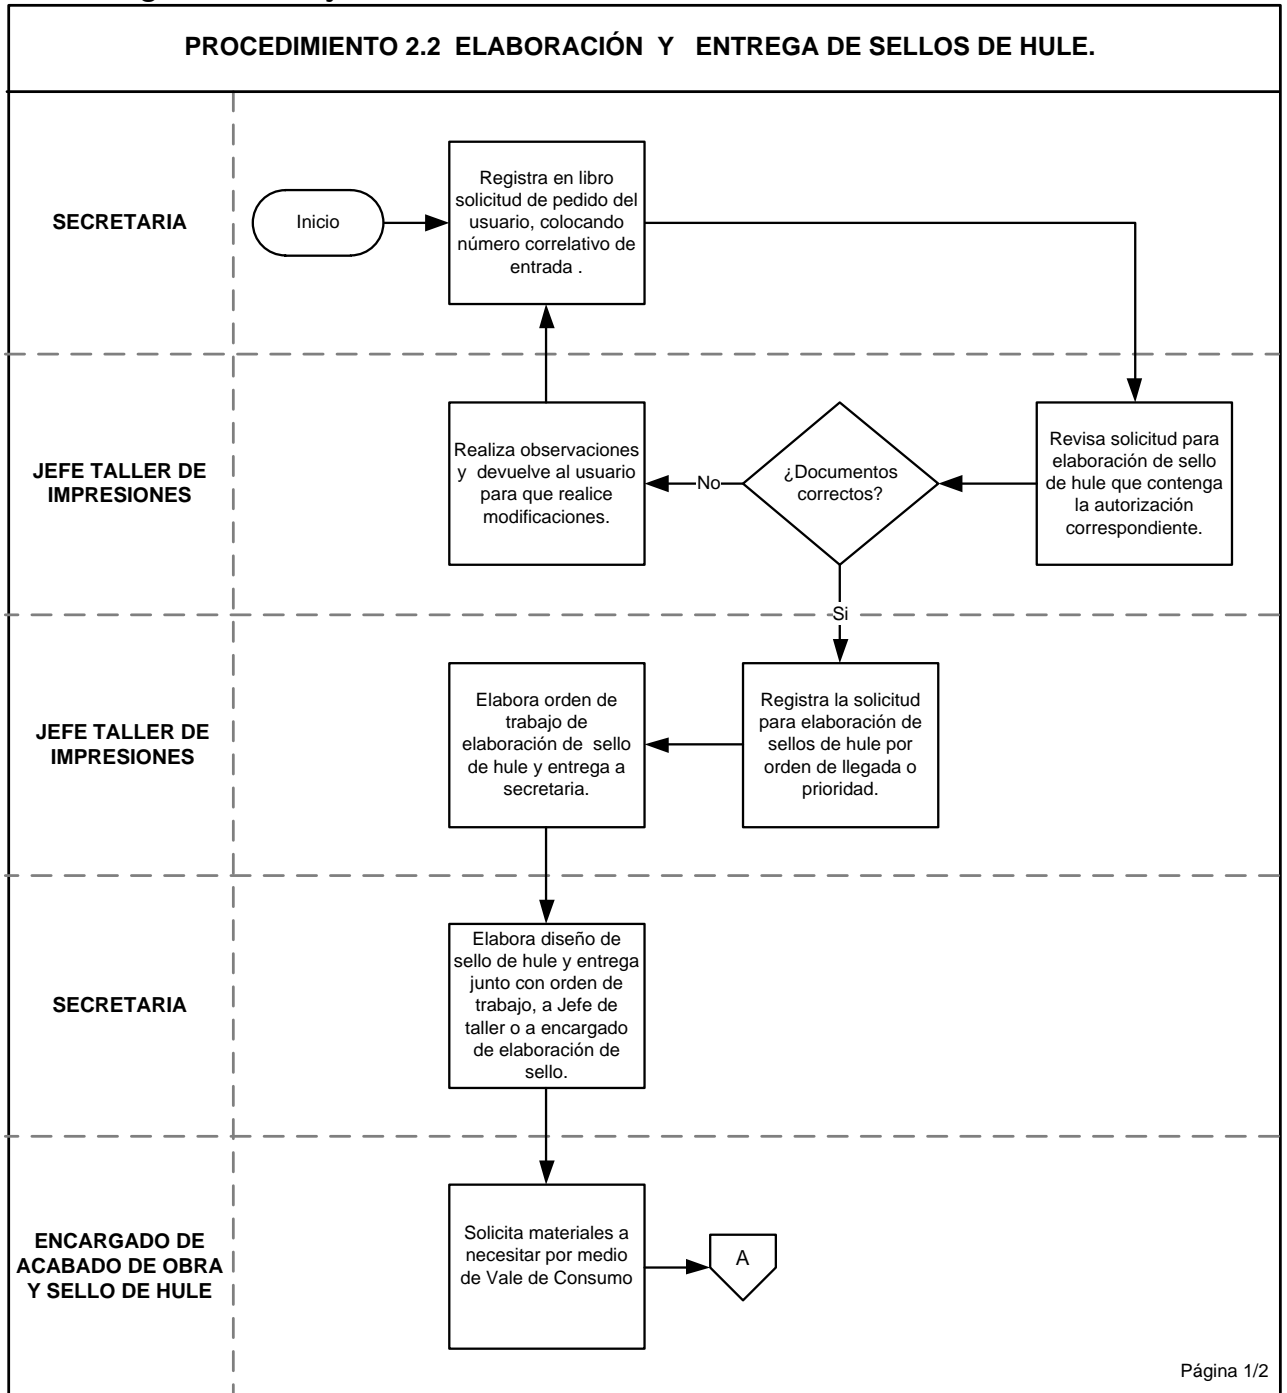 PROCEDIMIENTO 2.2 ELABORACIÓN Y ENTREGA DE SELLOS DE HULE.
SECRETARIA
Inicio
Registra en libro
solicitud de pedido del
usuario, colocando
número correlativo de
entrada .
JEFE TALLER DE
IMPRESIONES
Realiza observaciones
y devuelve al usuario
para que realice
modificaciones.
No
¿Documentos
correctos?
Revisa solicitud para
elaboración de sello
de hule que contenga
la autorización
correspondiente.
Si
JEFE TALLER DE
IMPRESIONES
Elabora orden de
trabajo de
elaboración de sello
de hule y entrega a
secretaria.
Registra la solicitud
para elaboración de
sellos de hule por
orden de llegada o
prioridad.
SECRETARIA
Elabora diseño de
sello de hule y entrega
junto con orden de
trabajo, a Jefe de
taller o a encargado
de elaboración de
sello.
ENCARGADO DE
ACABADO DE OBRA
Y SELLO DE HULE
Solicita materiales a
necesitar por medio
de Vale de Consumo
A
Página 1/2